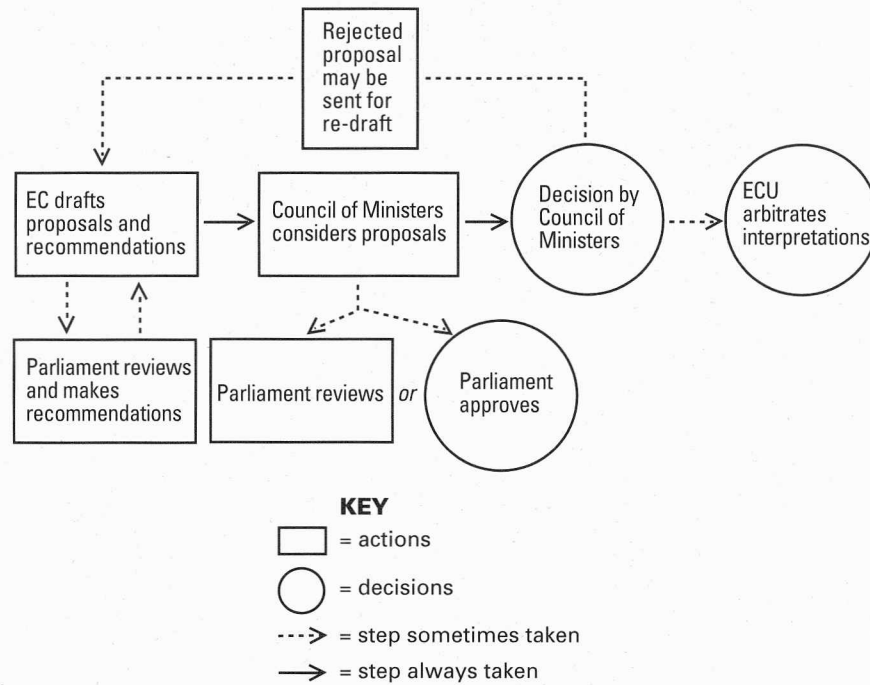 Rejected
proposal
may be
sent for
re-draft
EC drafts
proposals and
recommendations
Council of Ministers
considers proposals
Decision by
Council of
Ministers
ECU
arbitrates
interpretations
Parliament reviews
and makes
recommendations
Parliament reviews
or
Parliament
approves
KEY
= actions
= decisions
= step sometimes taken
= step always taken